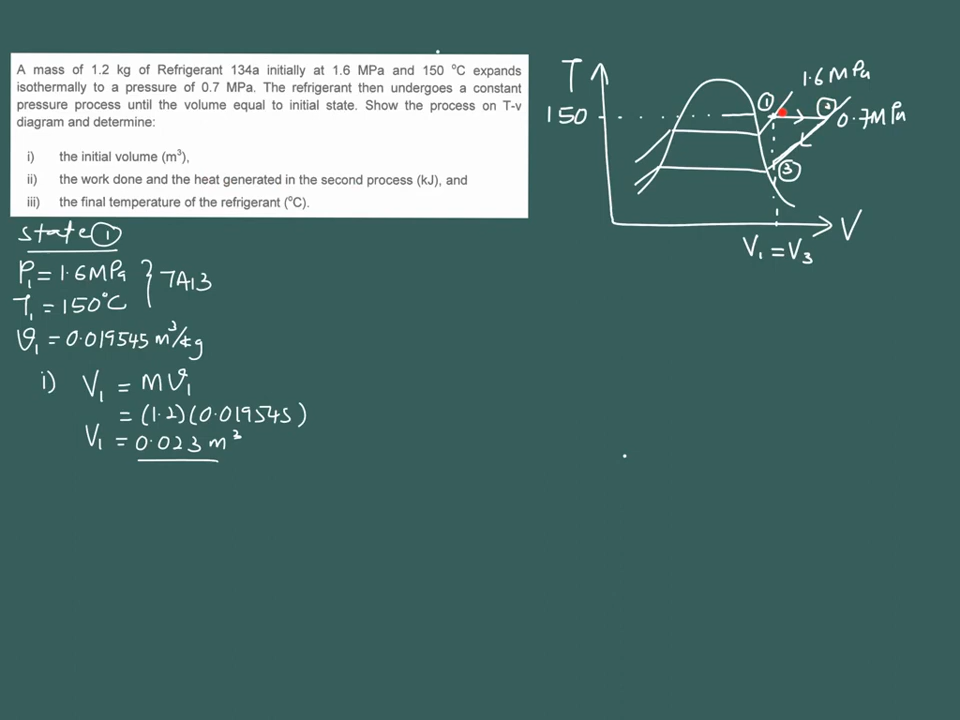 A mass of 1.2 kg of Refrigerant 134a initially at 1.6 MPa and 150 °C expands
isothermally to a pressure of 0.7 MPa. The refrigerant then undergoes a constant
pressure process until the volume equal to initial state. Show the process on T-v
diagram and determine:
i) the initial volume (m³),
ii) the work done and the heat generated in the second process (kJ), and
iii) the final temperature of the refrigerant (°C).
T
1.6 MPa
150
① ②
0.7MPa
③
V
V₁ = V₃
state ①
P₁ = 1.6 MPa } TA13
T₁ = 150°C
ϑ₁ = 0.019545 m³/kg
i) V₁ = mϑ₁
= (1.2)(0.019545)
V₁ = 0.023 m³